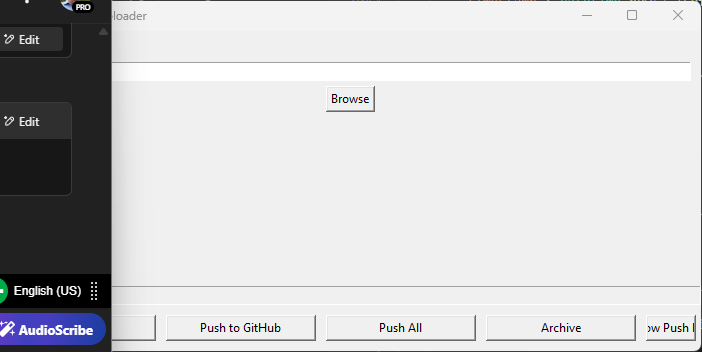 PRO
loader
Edit
Browse
Edit
English (US)
Push to GitHub
Push All
Archive
ow Push
AudioScribe